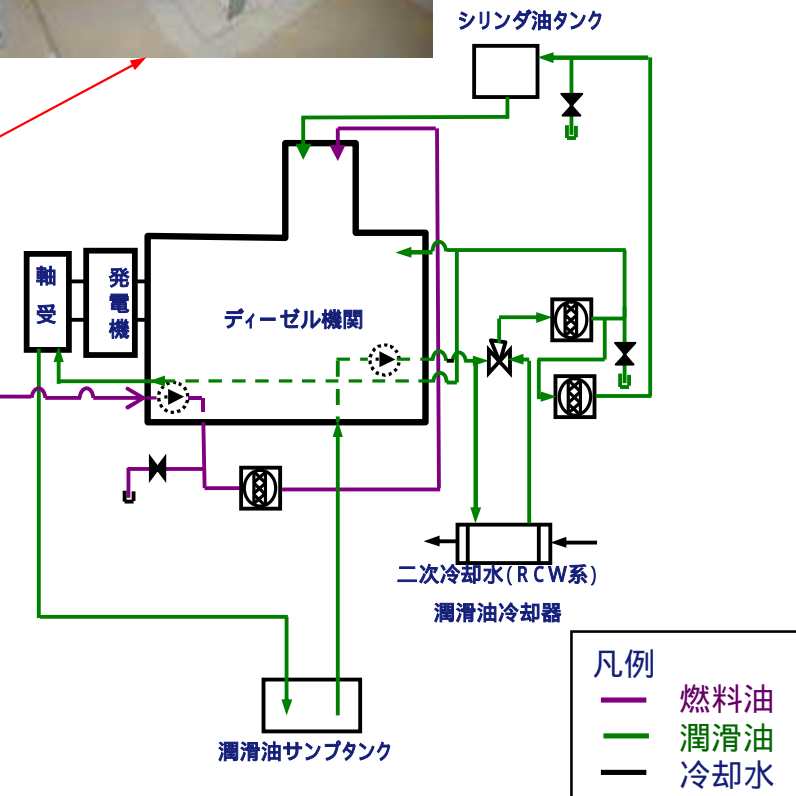 シリンダ油タンク
軸受
発電機
ディーゼル機関
二次冷却水(RCW系)
潤滑油冷却器
潤滑油サンプタンク
凡例
燃料油
潤滑油
冷却水